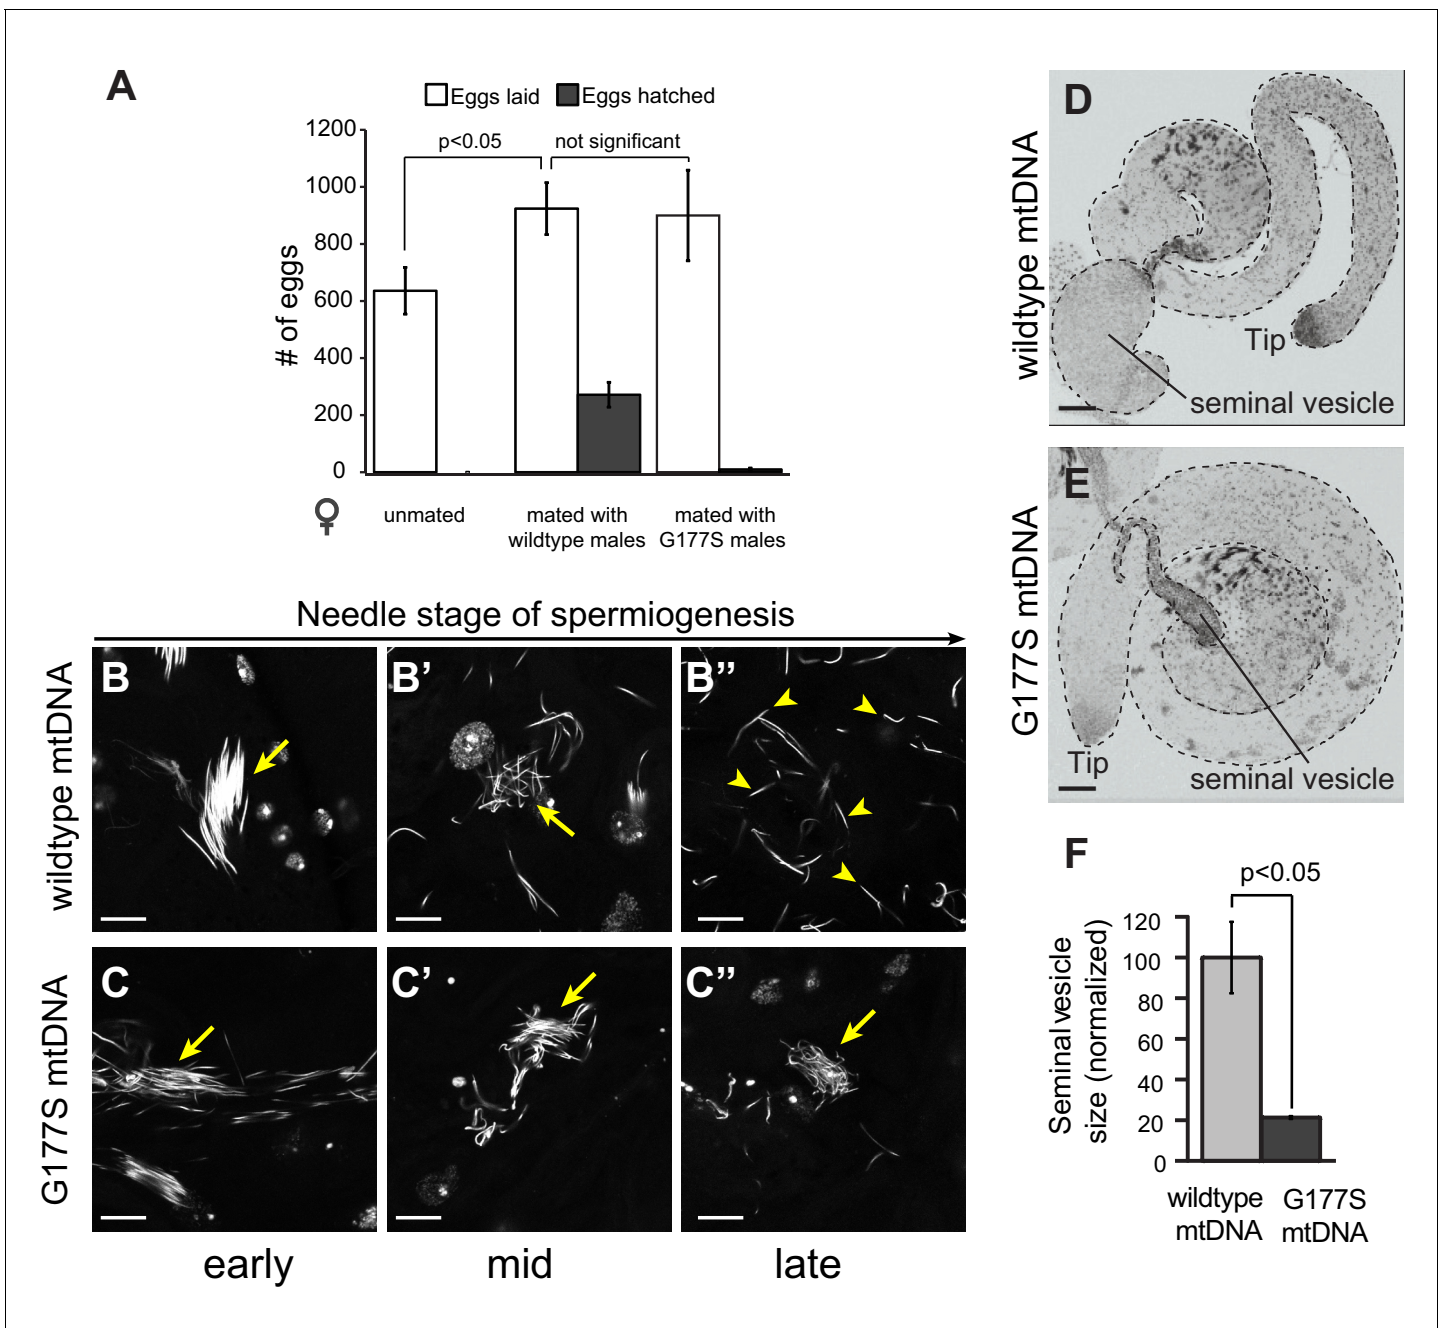 A
Eggs laid
Eggs hatched
1200
1000
800
600
400
200
0
# of eggs
p<0.05
not significant
♀
unmated
mated with
wildtype males
mated with
G177S males
Needle stage of spermiogenesis
wildtype mtDNA
B
B’
B’’
G177S mtDNA
C
C’
C’’
early
mid
late
wildtype mtDNA
D
Tip
seminal vesicle
G177S mtDNA
E
Tip
seminal vesicle
F
p<0.05
Seminal vesicle
size (normalized)
120
100
80
60
40
20
0
wildtype
mtDNA
G177S
mtDNA